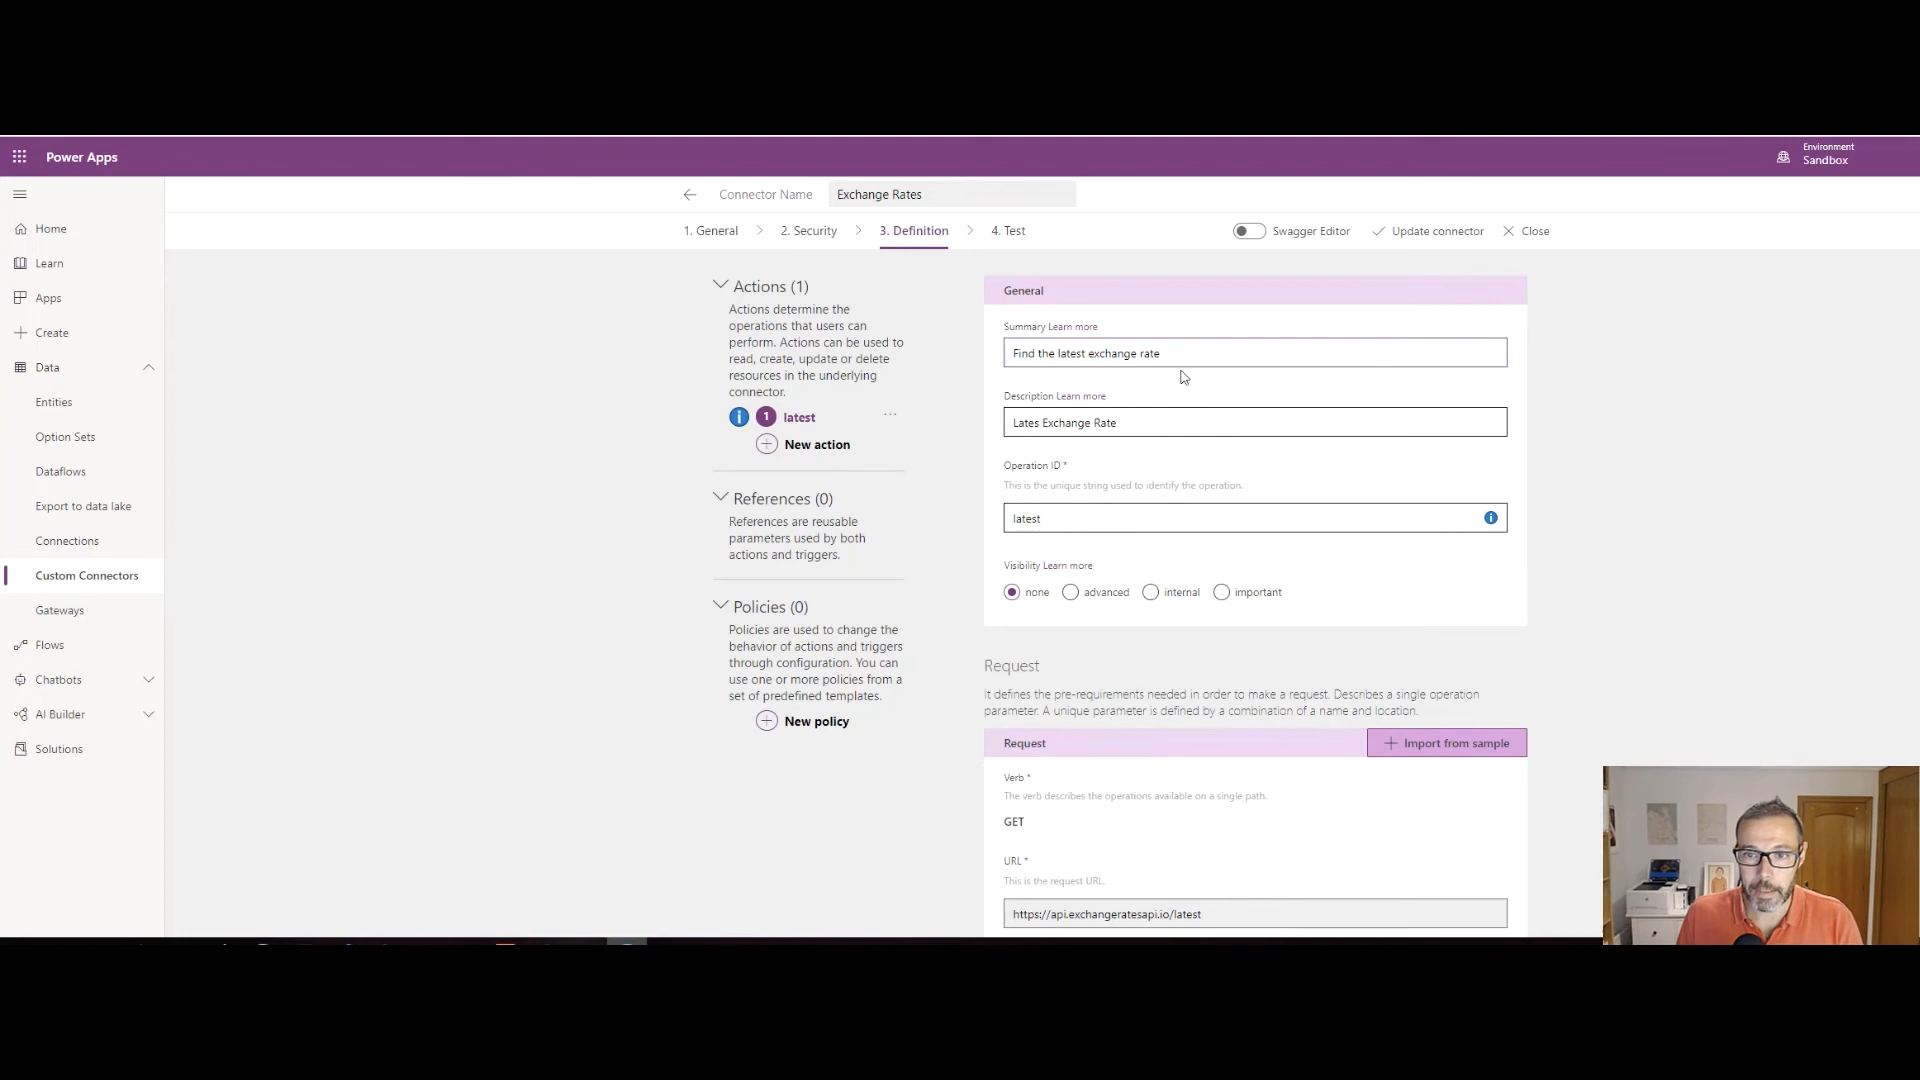 Power Apps
Environment
Sandbox
Connector Name
Exchange Rates
1. General
2. Security
3. Definition
4. Test
Swagger Editor
Update connector
Close
Home
Learn
Apps
Create
Data
Entities
Option Sets
Dataflows
Export to data lake
Connections
Custom Connectors
Gateways
Flows
Chatbots
AI Builder
Solutions
Actions (1)
Actions determine the
operations that users can
perform. Actions can be used to
read, create, update or delete
resources in the underlying
connector.
1 latest ...
New action
References (0)
References are reusable
parameters used by both
actions and triggers.
Policies (0)
Policies are used to change the
behavior of actions and triggers
through configuration. You can
use one or more policies from a
set of predefined templates.
New policy
General
Summary Learn more
Find the latest exchange rate
Description Learn more
Lates Exchange Rate
Operation ID *
This is the unique string used to identify the operation.
latest
Visibility Learn more
none
advanced
internal
important
Request
It defines the pre-requirements needed in order to make a request. Describes a single operation
parameter. A unique parameter is defined by a combination of a name and location.
Request
Import from sample
Verb *
The verb describes the operations available on a single path.
GET
URL *
This is the request URL.
https://api.exchangeratesapi.io/latest